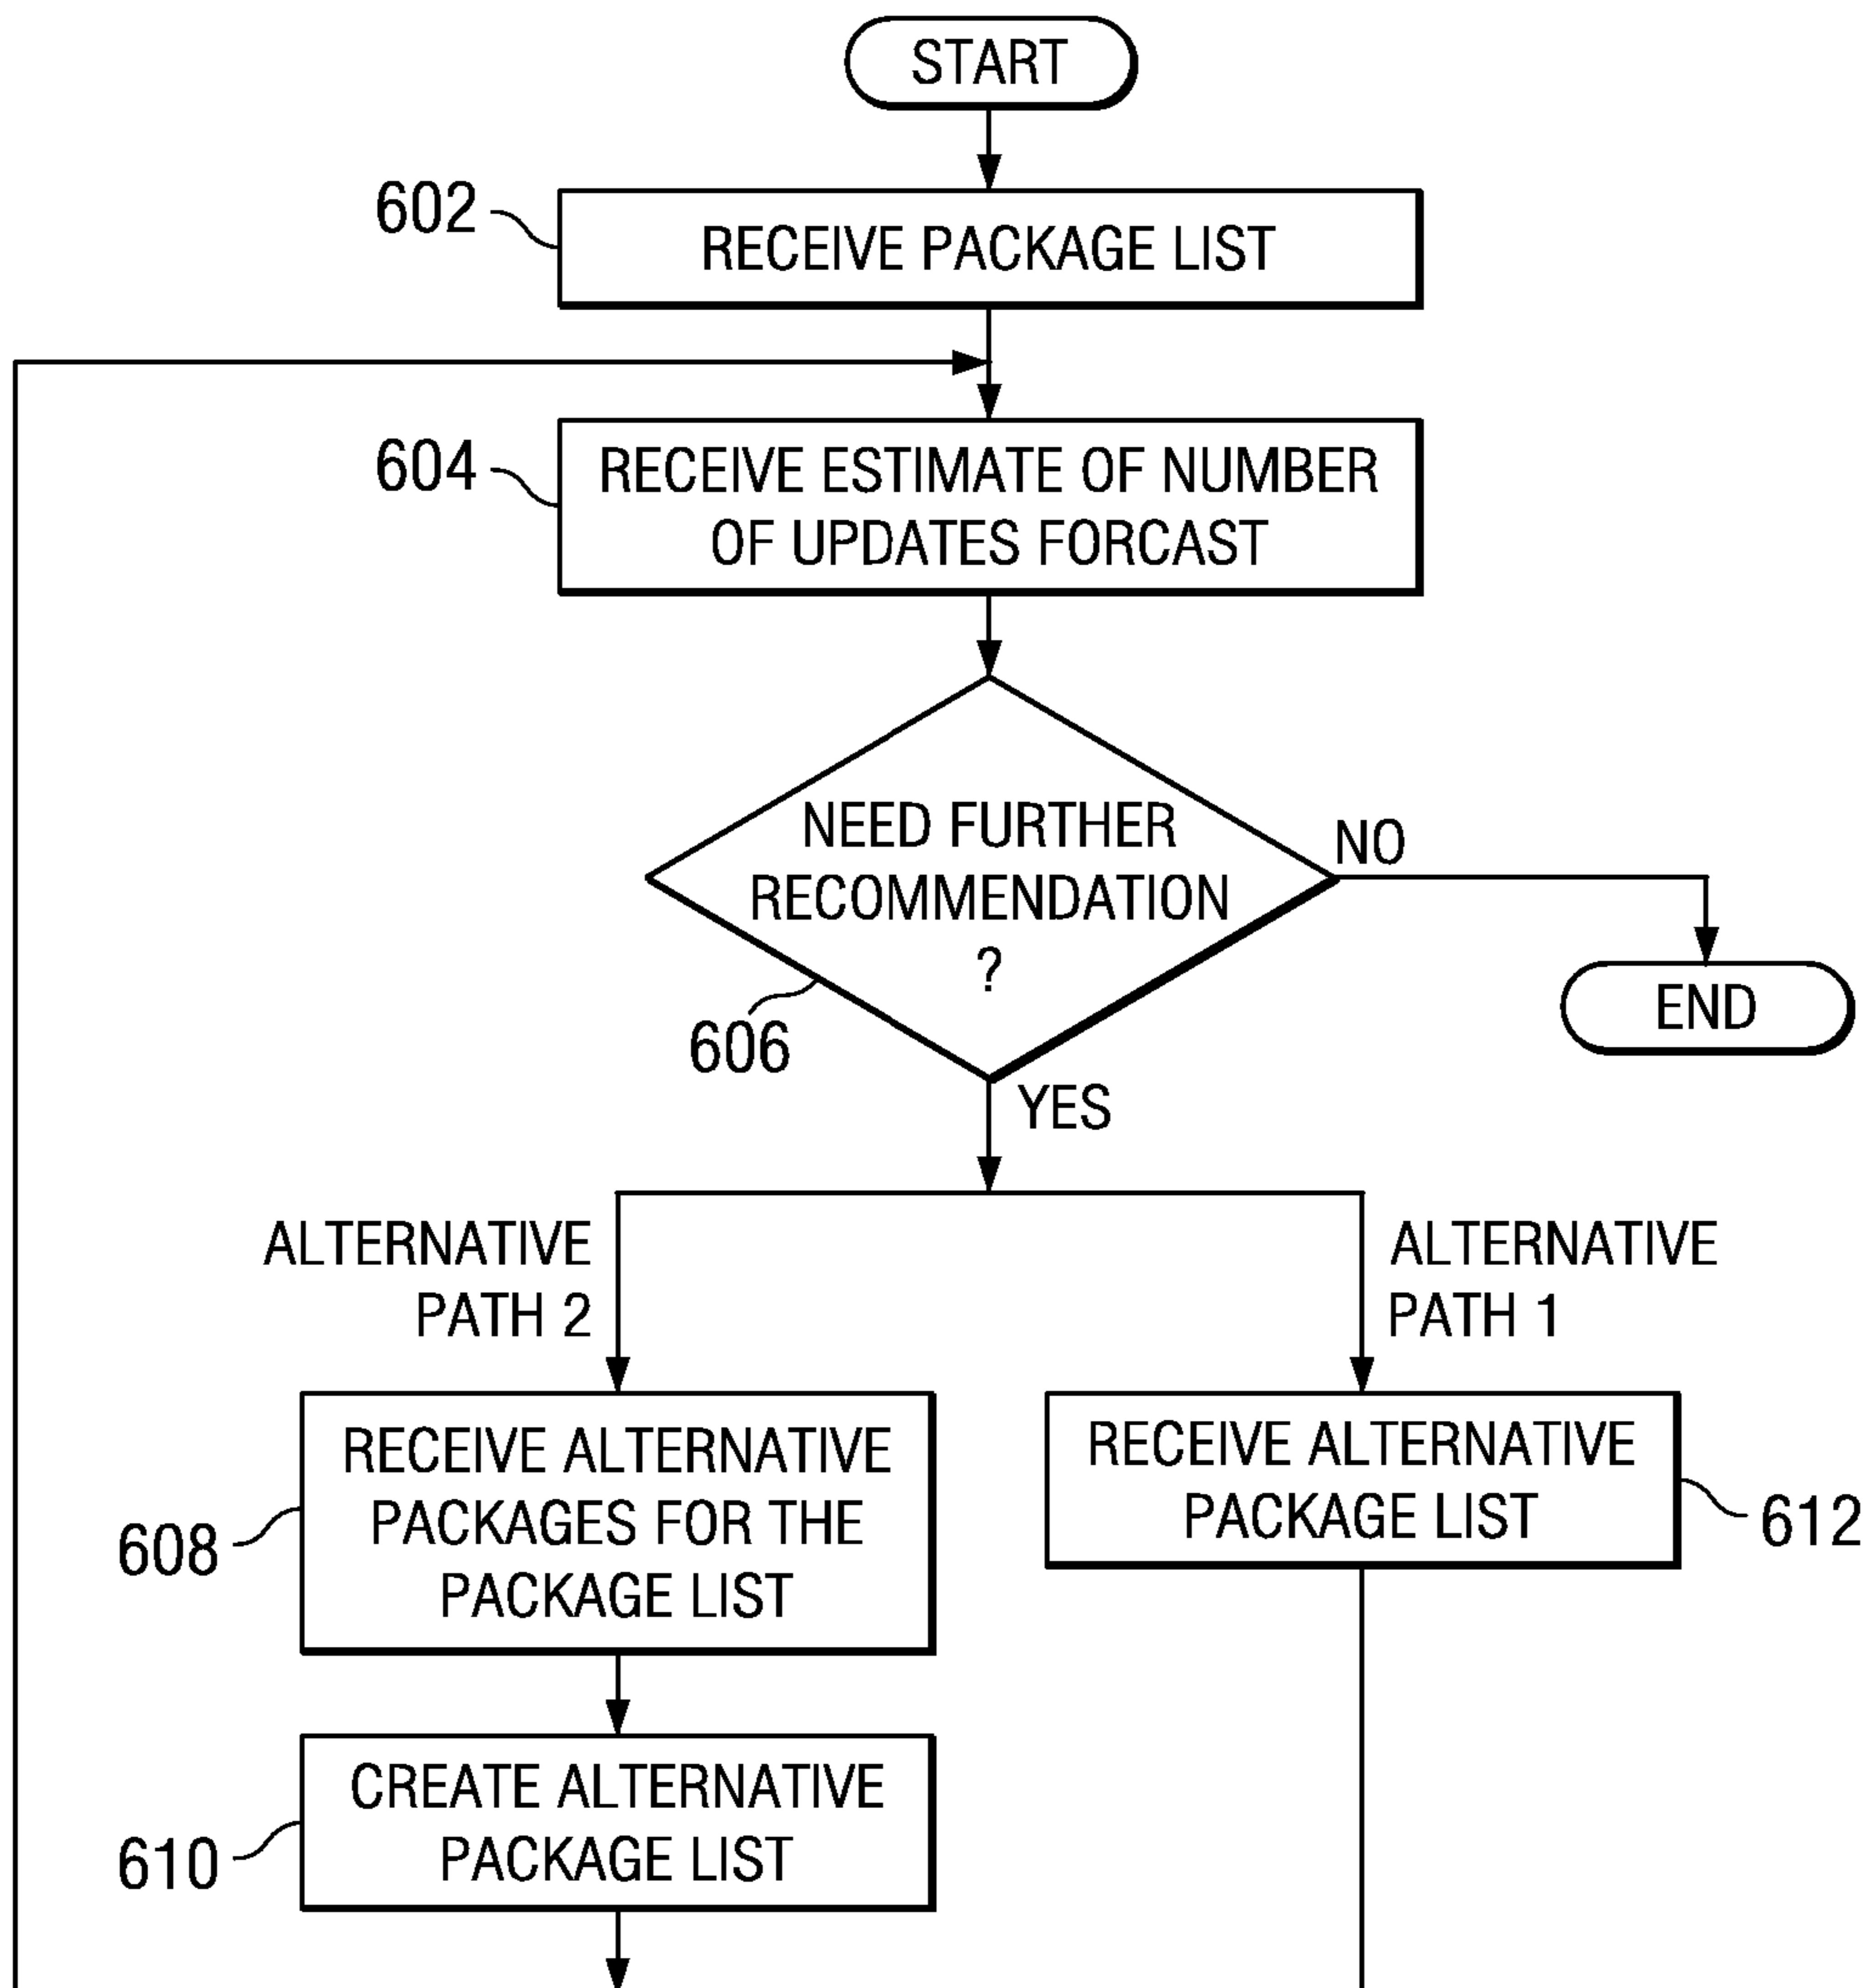 START
602
RECEIVE PACKAGE LIST
604
RECEIVE ESTIMATE OF NUMBER
OF UPDATES FORCAST
NEED FURTHER
RECOMMENDATION
?
606
NO
END
YES
ALTERNATIVE
PATH 2
ALTERNATIVE
PATH 1
608
RECEIVE ALTERNATIVE
PACKAGES FOR THE
PACKAGE LIST
RECEIVE ALTERNATIVE
PACKAGE LIST
612
610
CREATE ALTERNATIVE
PACKAGE LIST